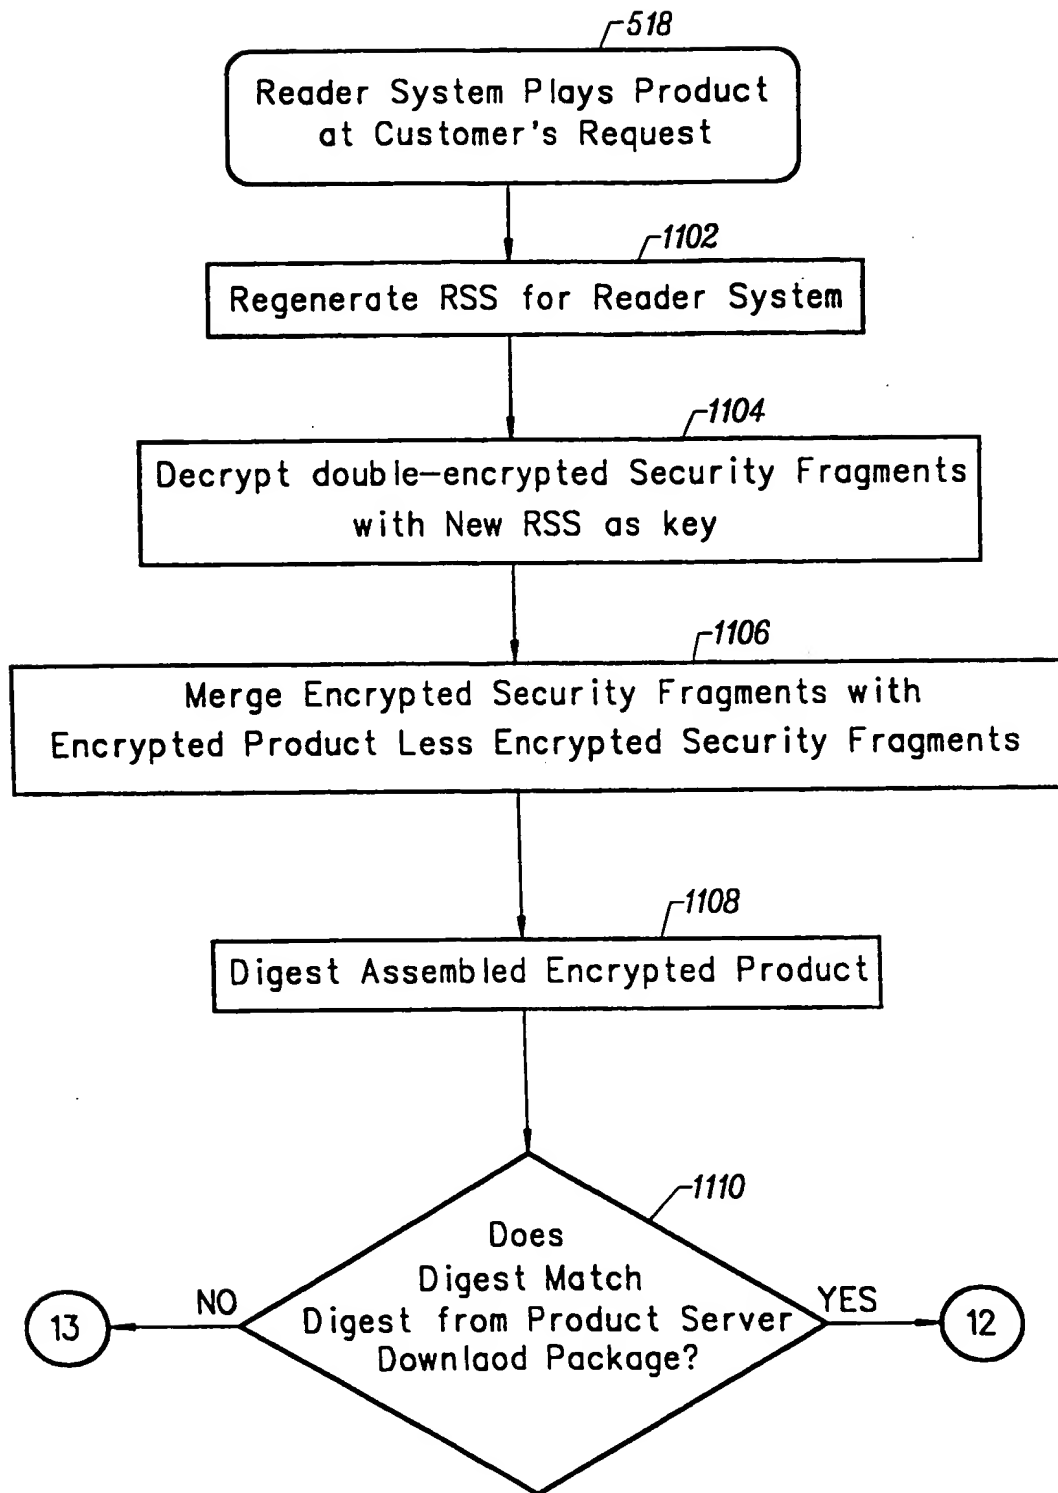 518
Reader System Plays Product
at Customer's Request
1102
Regenerate RSS for Reader System
1104
Decrypt double-encrypted Security Fragments
with New RSS as key
1106
Merge Encrypted Security Fragments with
Encrypted Product Less Encrypted Security Fragments
1108
Digest Assembled Encrypted Product
1110
Does
Digest Match
Digest from Product Server
Downlaod Package?
NO
YES
13
12